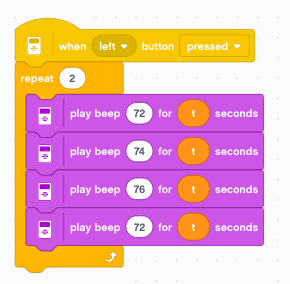 when left button pressed
repeat 2
play beep 72 for t seconds
play beep 74 for t seconds
play beep 76 for t seconds
play beep 72 for t seconds